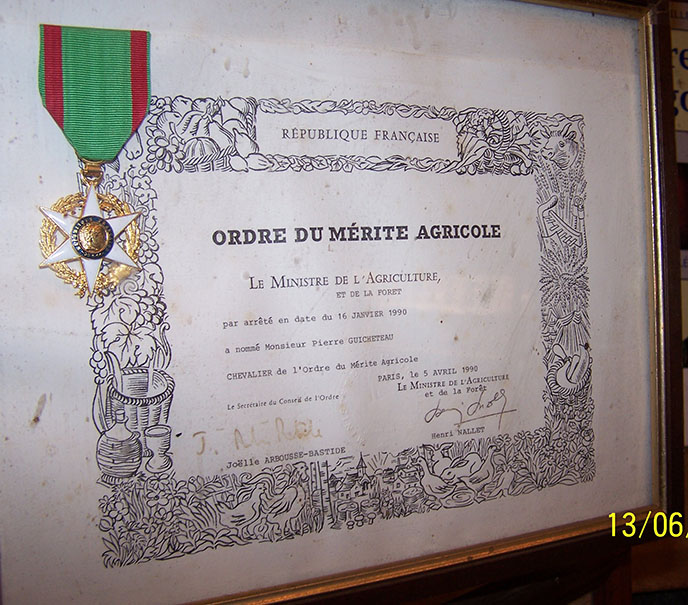 RÉPUBLIQUE FRANÇAISE
ORDRE DU MÉRITE AGRICOLE
LE MINISTRE DE L'AGRICULTURE,
ET DE LA FORET
par arrêté en date du 16 JANVIER 1990
a nommé Monsieur Pierre GUICHETEAU
CHEVALIER de l'Ordre du Mérite Agricole
PARIS, le 5 AVRIL 1990
Le Secrétaire du Conseil de l'Ordre
LE MINISTRE DE L'AGRICULTURE
et de la Forêt
Joëlle ARBOUSSE-BASTIDE
Henri NALLET
13/06/